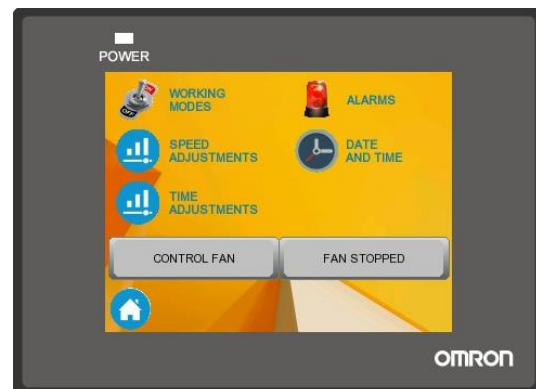 POWER
WORKING
MODES
ALARMS
SPEED
ADJUSTMENTS
DATE
AND TIME
TIME
ADJUSTMENTS
CONTROL FAN
FAN STOPPED
OMRON